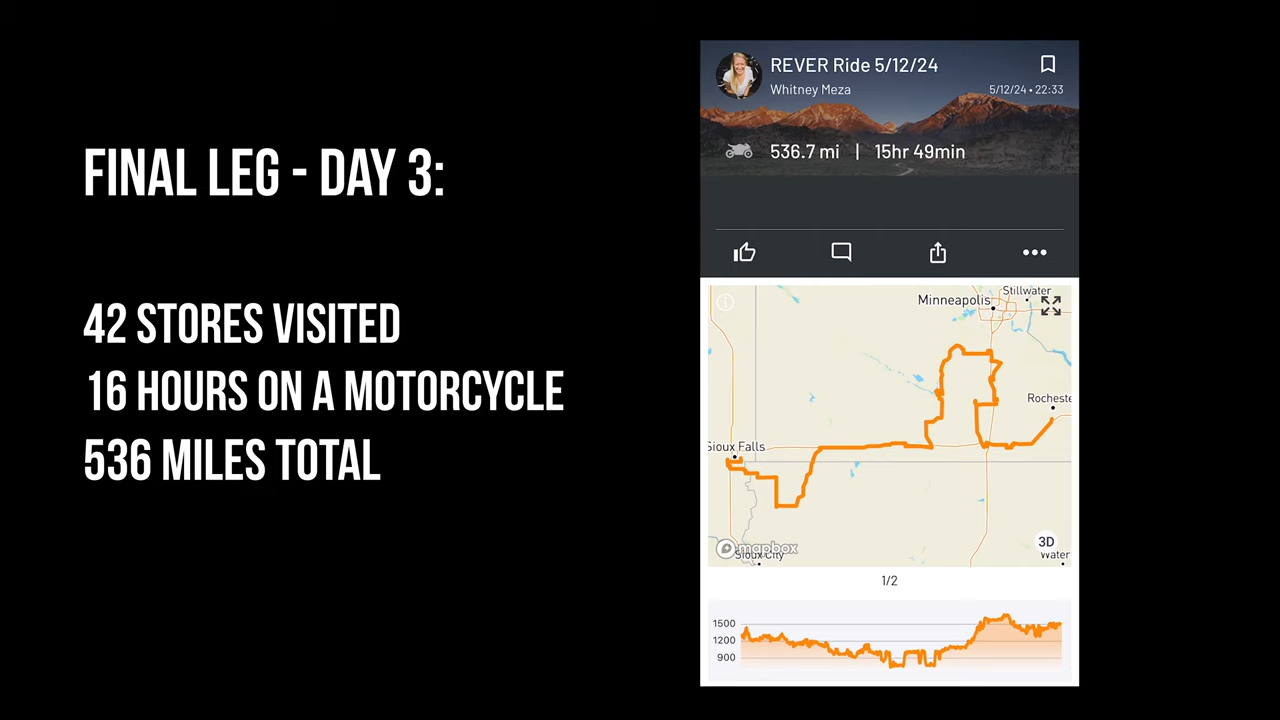 FINAL LEG - DAY 3:
42 STORES VISITED
16 HOURS ON A MOTORCYCLE
536 MILES TOTAL
REVER Ride 5/12/24
Whitney Meza
5/12/24 • 22:33
536.7 mi | 15hr 49min
Stillwater
Minneapolis
Rocheste
Sioux Falls
3D
mapbox
Sioux City
Water
1/2
1500
1200
900